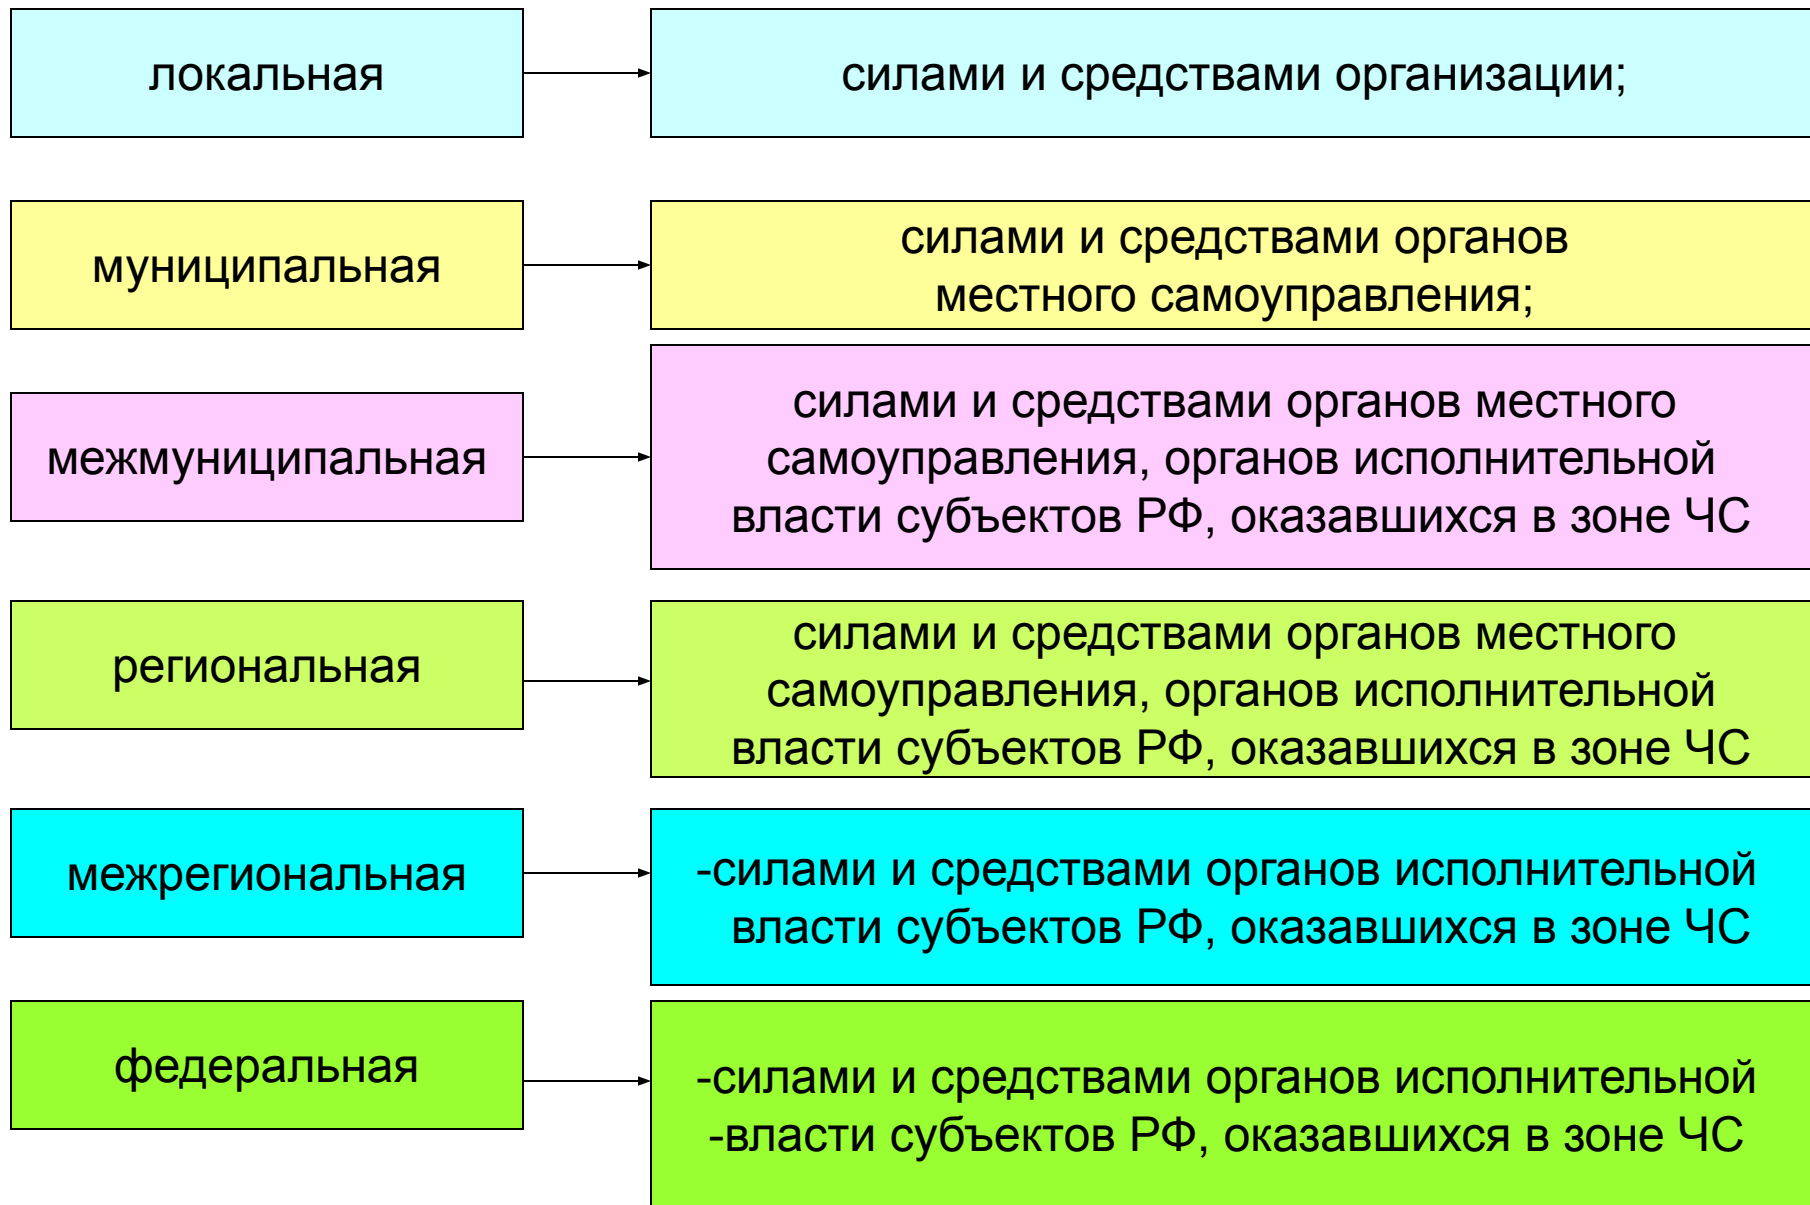 локальная
силами и средствами организации;
муниципальная
силами и средствами органов
местного самоуправления;
межмуниципальная
силами и средствами органов местного
самоуправления, органов исполнительной
власти субъектов РФ, оказавшихся в зоне ЧС
региональная
силами и средствами органов местного
самоуправления, органов исполнительной
власти субъектов РФ, оказавшихся в зоне ЧС
межрегиональная
-силами и средствами органов исполнительной
власти субъектов РФ, оказавшихся в зоне ЧС
федеральная
-силами и средствами органов исполнительной
-власти субъектов РФ, оказавшихся в зоне ЧС